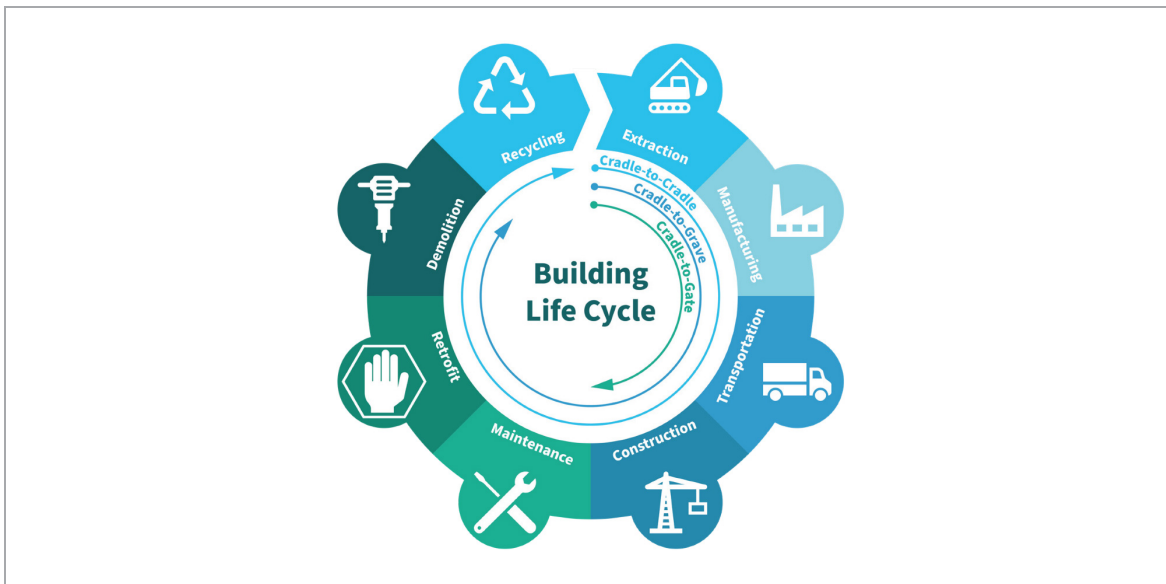 Recycling
Extraction
Cradle-to-Cradle
Cradle-to-Grave
Cradle-to-Gate
Manufacturing
Demolition
Building
Life Cycle
Retrofit
Transportation
Maintenance
Construction